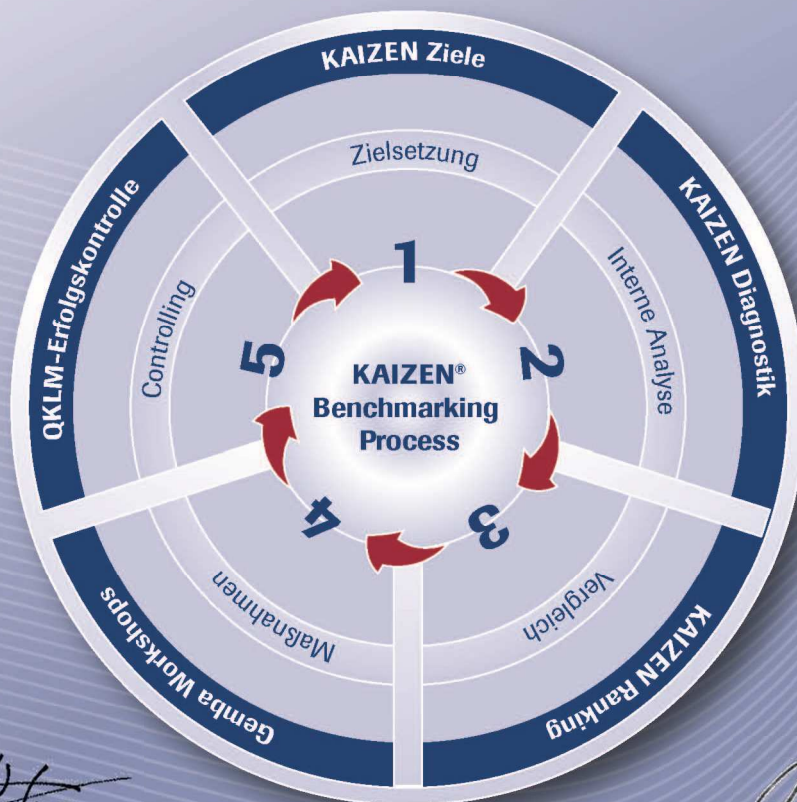 KAIZEN Ziele
Zielsetzung
1
KAIZEN Diagnostik
Interne Analyse
2
KAIZEN Ranking
Vergleich
3
Gemba Workshops
Maßnahmen
4
QKLM-Erfolgskontrolle
Controlling
5
KAIZEN®
Benchmarking
Process